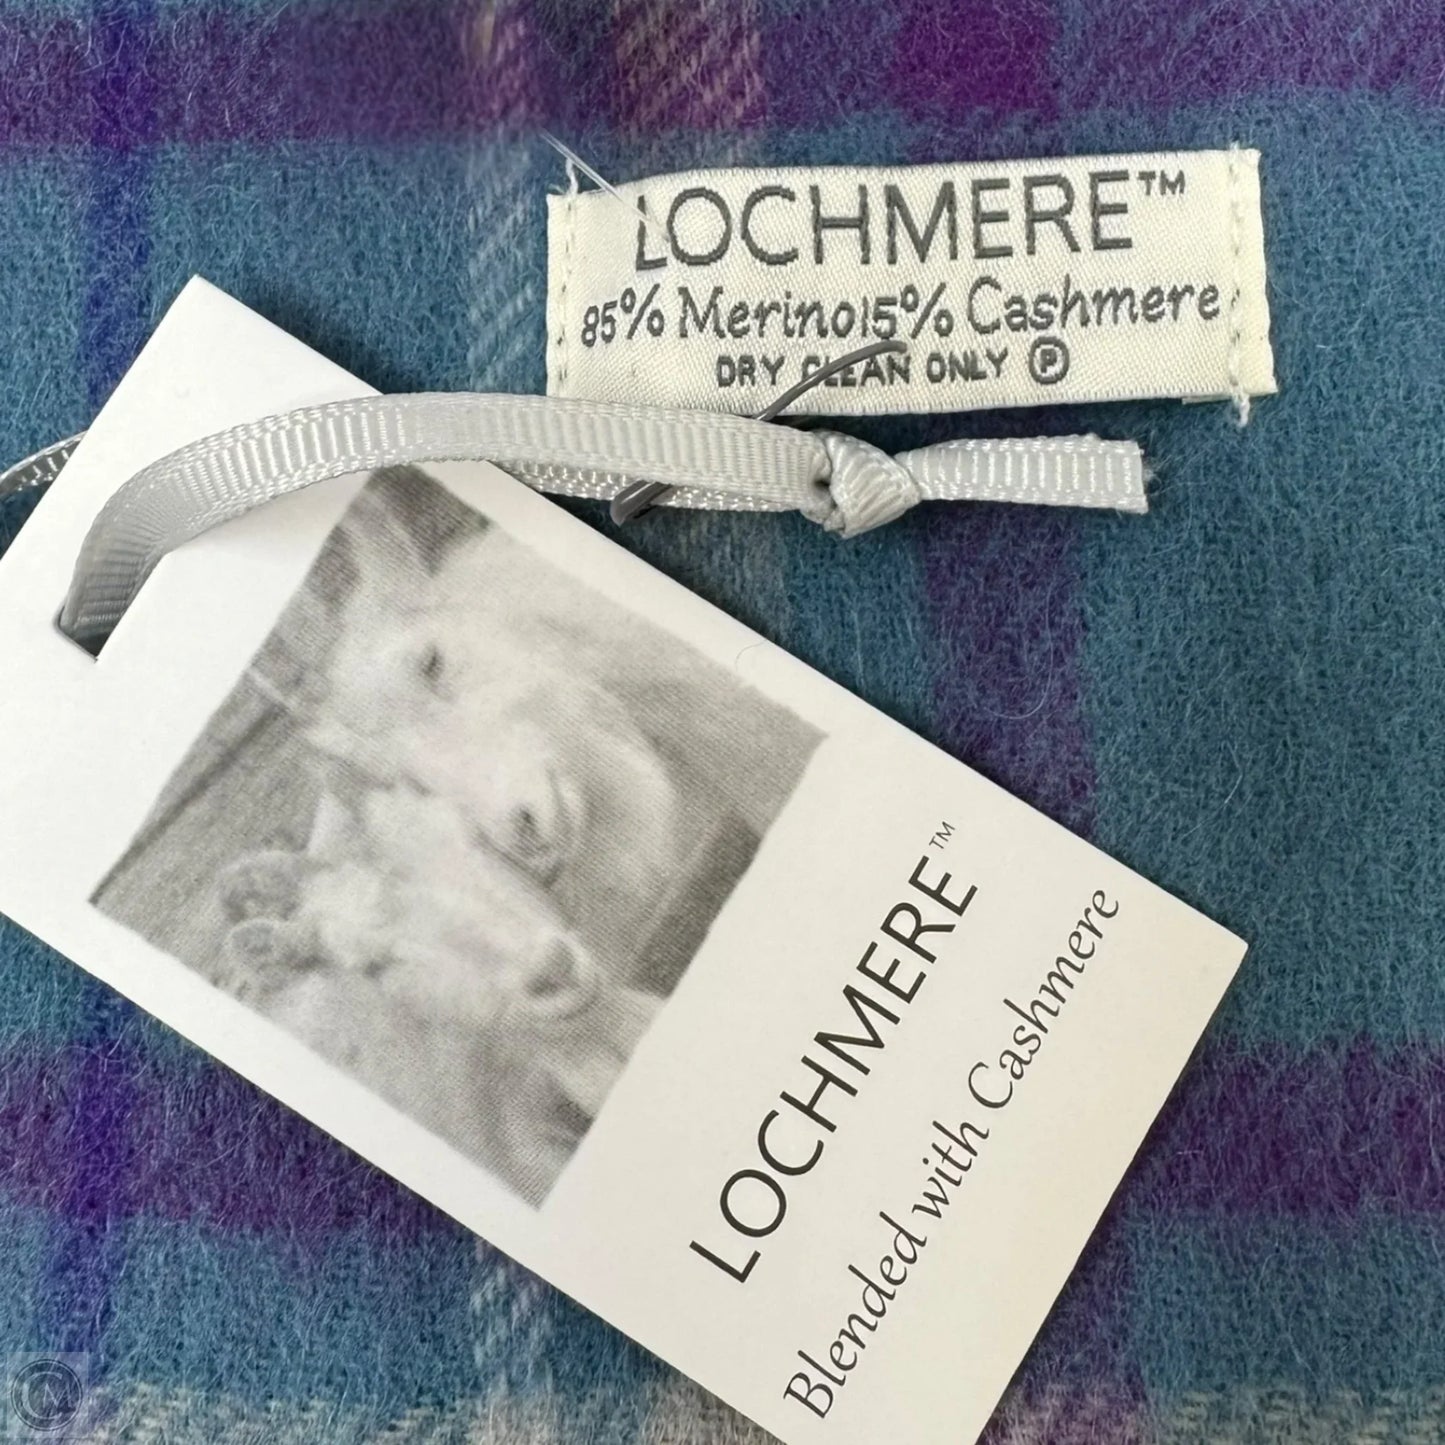 LOCHMERE™
85% Merino15% Cashmere
DRY CLEAN ONLY Ⓟ
LOCHMERE™
Blended with Cashmere